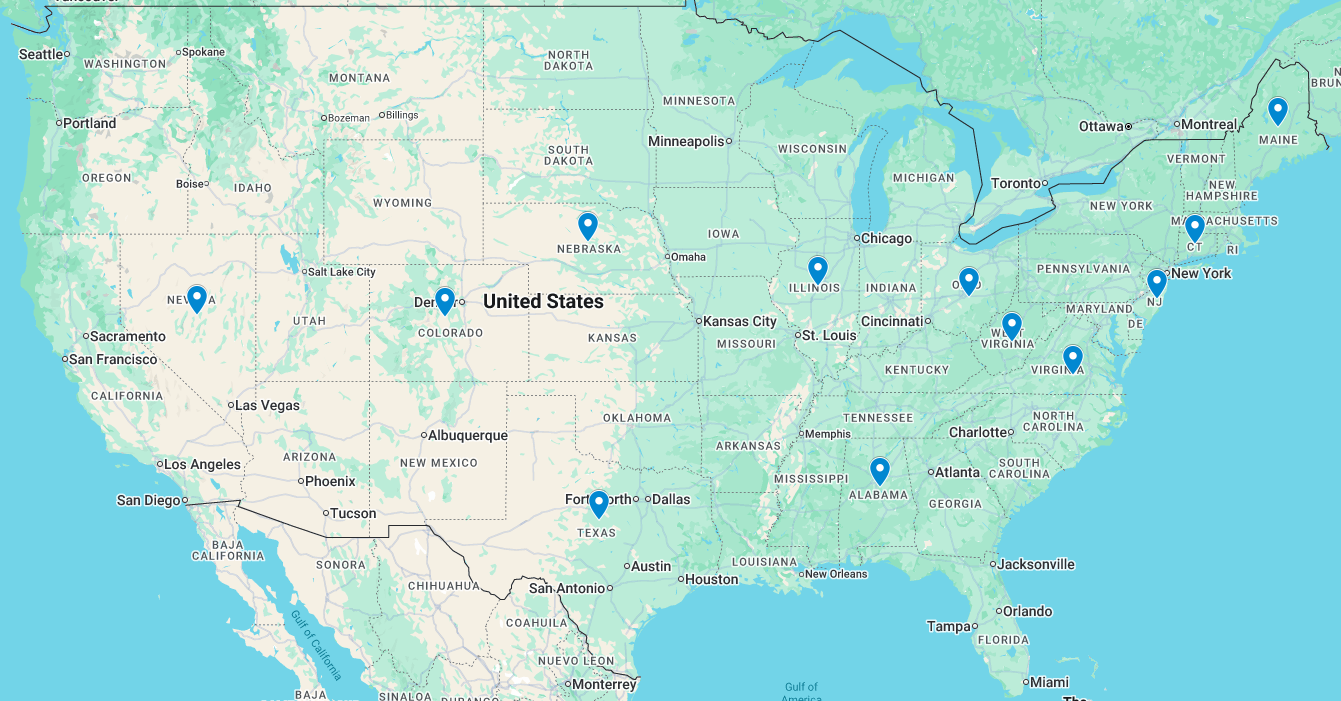 Vancouver
Seattle
Spokane
WASHINGTON
NORTH
DAKOTA
MONTANA
MINNESOTA
Bozeman
Billings
Portland
Ottawa
Montreal
MAINE
Minneapolis
WISCONSIN
SOUTH
DAKOTA
VERMONT
OREGON
Boise
IDAHO
MICHIGAN
Toronto
NEW
HAMPSHIRE
WYOMING
NEW YORK
IOWA
Chicago
NEBRASKA
CT
RI
Omaha
Salt Lake City
PENNSYLVANIA
New York
ILLINOIS
INDIANA
NJ
United States
MARYLAND
DE
UTAH
COLORADO
Kansas City
Cincinnati
Sacramento
KANSAS
MISSOURI
St. Louis
WEST
VIRGINIA
San Francisco
KENTUCKY
VIRGINIA
CALIFORNIA
Las Vegas
OKLAHOMA
TENNESSEE
NORTH
CAROLINA
Albuquerque
Memphis
Charlotte
ARKANSAS
ARIZONA
NEW MEXICO
Los Angeles
SOUTH
CAROLINA
Atlanta
Phoenix
MISSISSIPPI
ALABAMA
San Diego
Dallas
GEORGIA
Tucson
TEXAS
BAJA
CALIFORNIA
SONORA
LOUISIANA
Austin
New Orleans
Jacksonville
Houston
CHIHUAHUA
San Antonio
Gulf of California
COAHUILA
Orlando
Tampa
FLORIDA
NUEVO LEON
Monterrey
Miami
BAJA
SINALOA
DURANGO
Gulf of
America
The